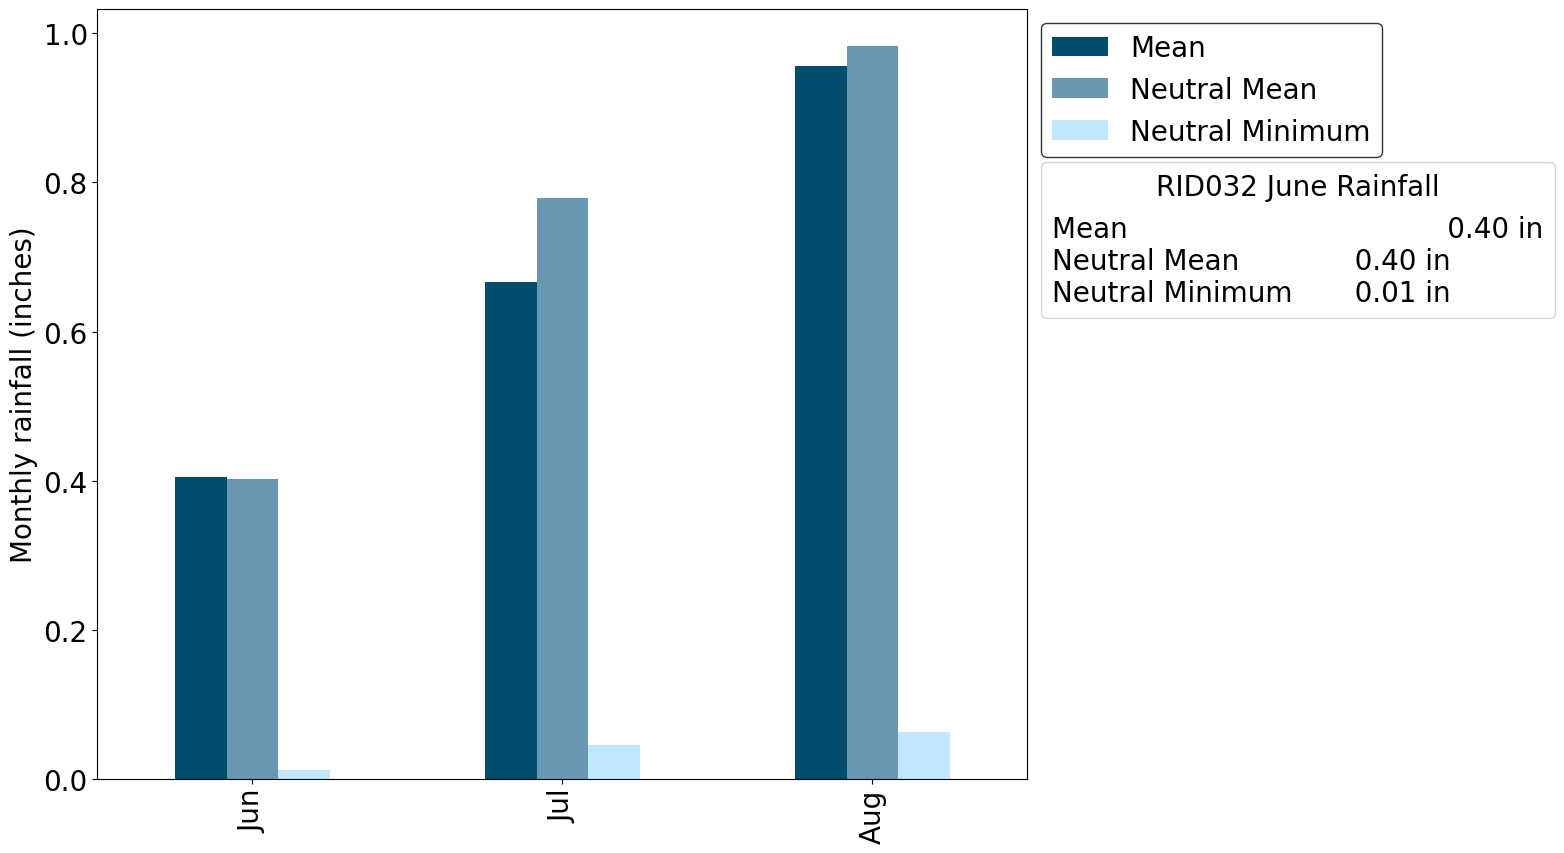 Monthly rainfall (inches)
1.0
0.8
0.6
0.4
0.2
0.0
Jun
Jul
Aug
Mean
Neutral Mean
Neutral Minimum
RID032 June Rainfall
Mean 0.40 in
Neutral Mean 0.40 in
Neutral Minimum 0.01 in